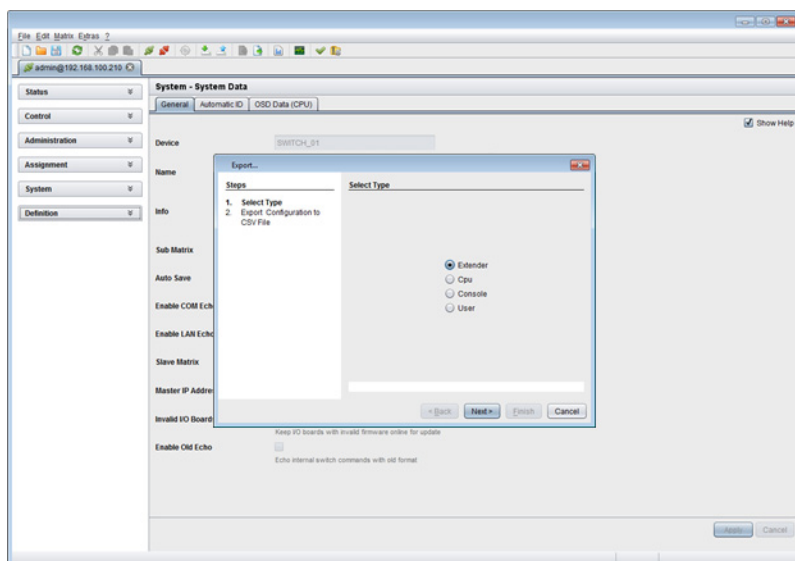 File Edit Matrix Extras ?
admin@192.168.100.210
Status
Control
Administration
Assignment
System
Definition
System - System Data
General Automatic ID OSD Data (CPU)
Show Help
Device SWITCH_01
Name
Info
Sub Matrix
Auto Save
Enable COM Ech
Enable LAN Echo
Slave Matrix
Master IP Addre
Invalid I/O Board
Keep I/O boards with invalid firmware online for update
Enable Old Echo
Echo internal switch commands with old format
Export...
Steps
1. Select Type
2. Export Configuration to
CSV File
Select Type
Extender
Cpu
Console
User
< Back Next > Finish Cancel
Apply Cancel